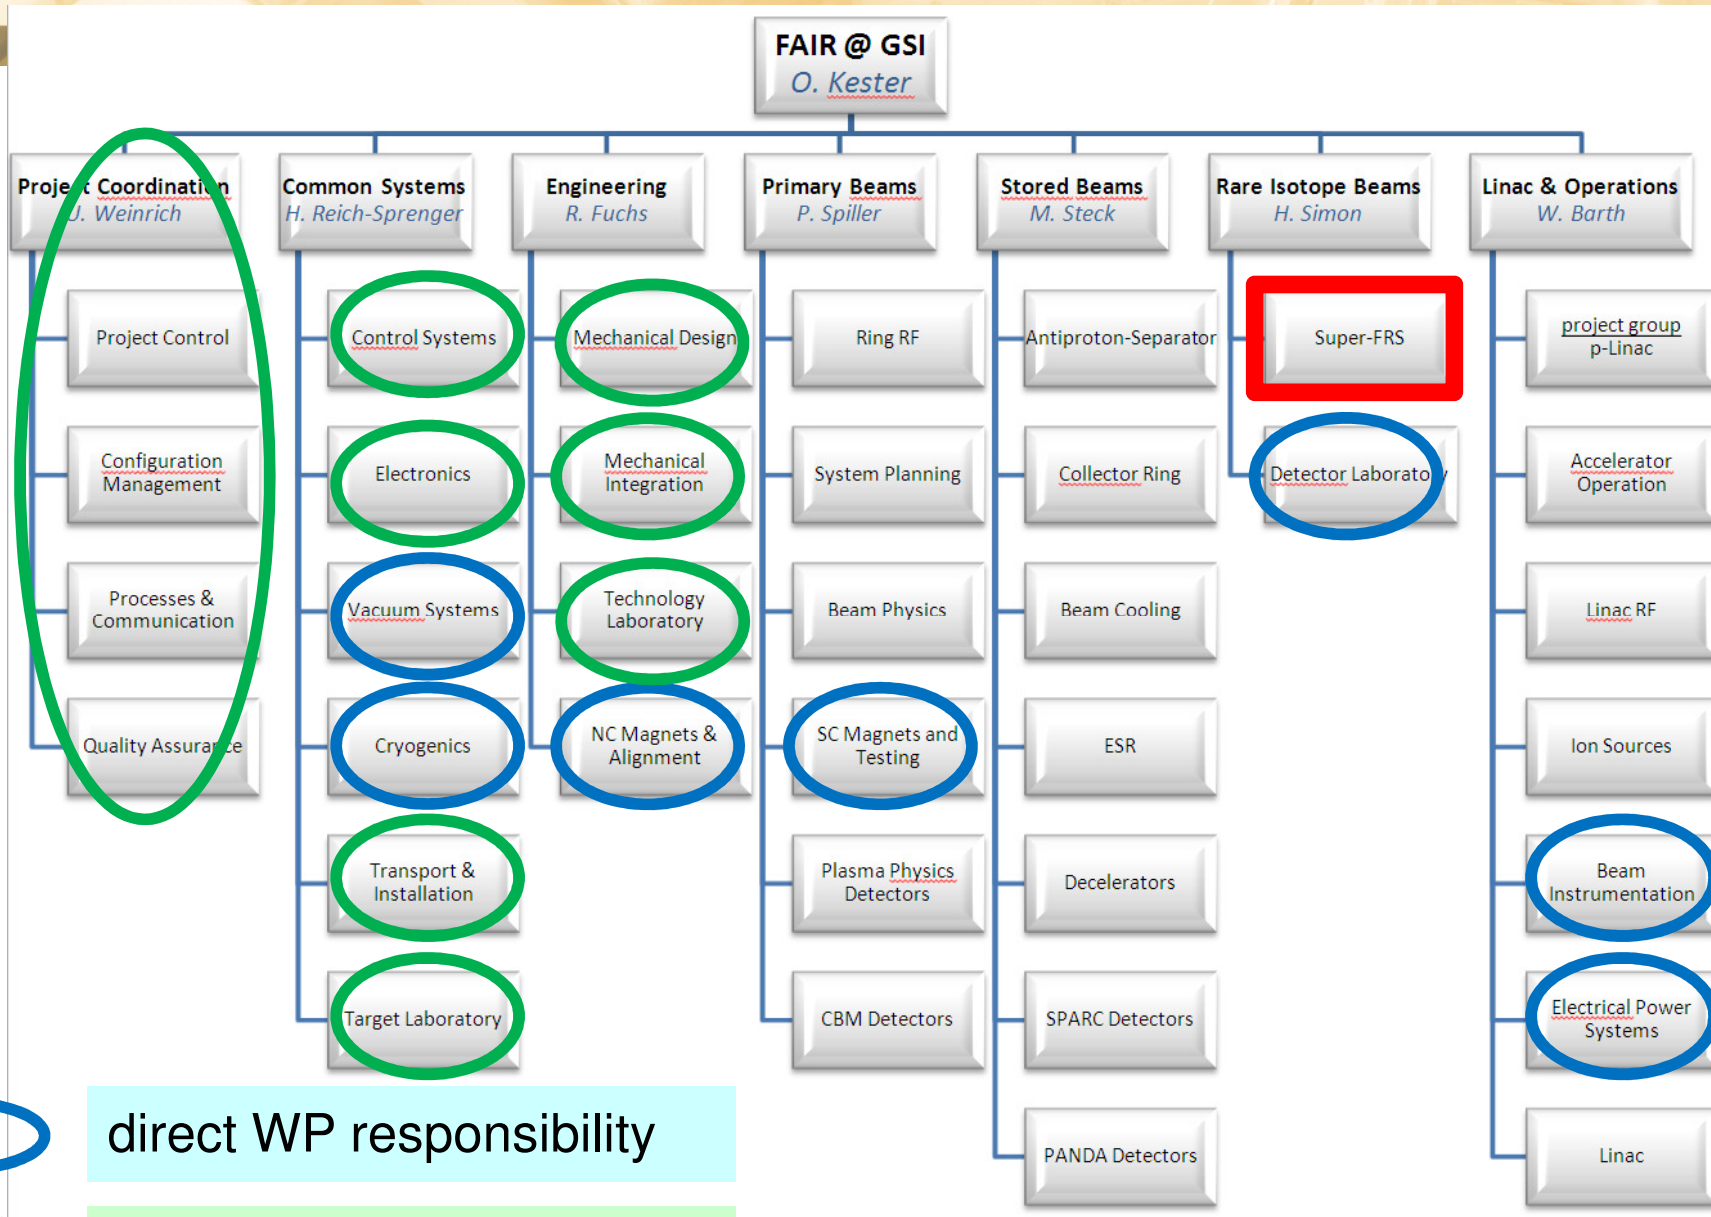 FAIR @ GSI
O. Kester
Project Coordination
U. Weinrich
Common Systems
H. Reich-Sprenger
Engineering
R. Fuchs
Primary Beams
P. Spiller
Stored Beams
M. Steck
Rare Isotope Beams
H. Simon
Linac & Operations
W. Barth
Project Control
Configuration
Management
Processes &
Communication
Quality Assurance
Control Systems
Electronics
Vacuum Systems
Cryogenics
Transport &
Installation
Target Laboratory
Mechanical Design
Mechanical
Integration
Technology
Laboratory
NC Magnets &
Alignment
Ring RF
System Planning
Beam Physics
SC Magnets and
Testing
Plasma Physics
Detectors
CBM Detectors
Antiproton-Separator
Collector Ring
Beam Cooling
ESR
Decelerators
SPARC Detectors
PANDA Detectors
Super-FRS
Detector Laboratory
project group
p-Linac
Accelerator
Operation
Linac RF
Ion Sources
Beam
Instrumentation
Electrical Power
Systems
Linac
direct WP responsibility